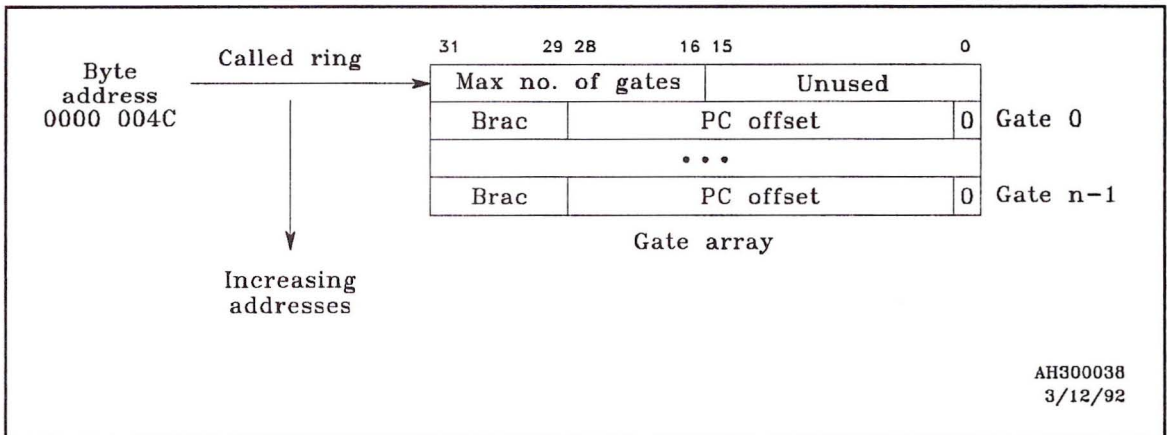 31 29 28 16 15 0
Byte address 0000 004C
Called ring
Max no. of gates Unused
Brac PC offset 0 Gate 0
•••
Brac PC offset 0 Gate n-1
Gate array
Increasing addresses
AH300038
3/12/92